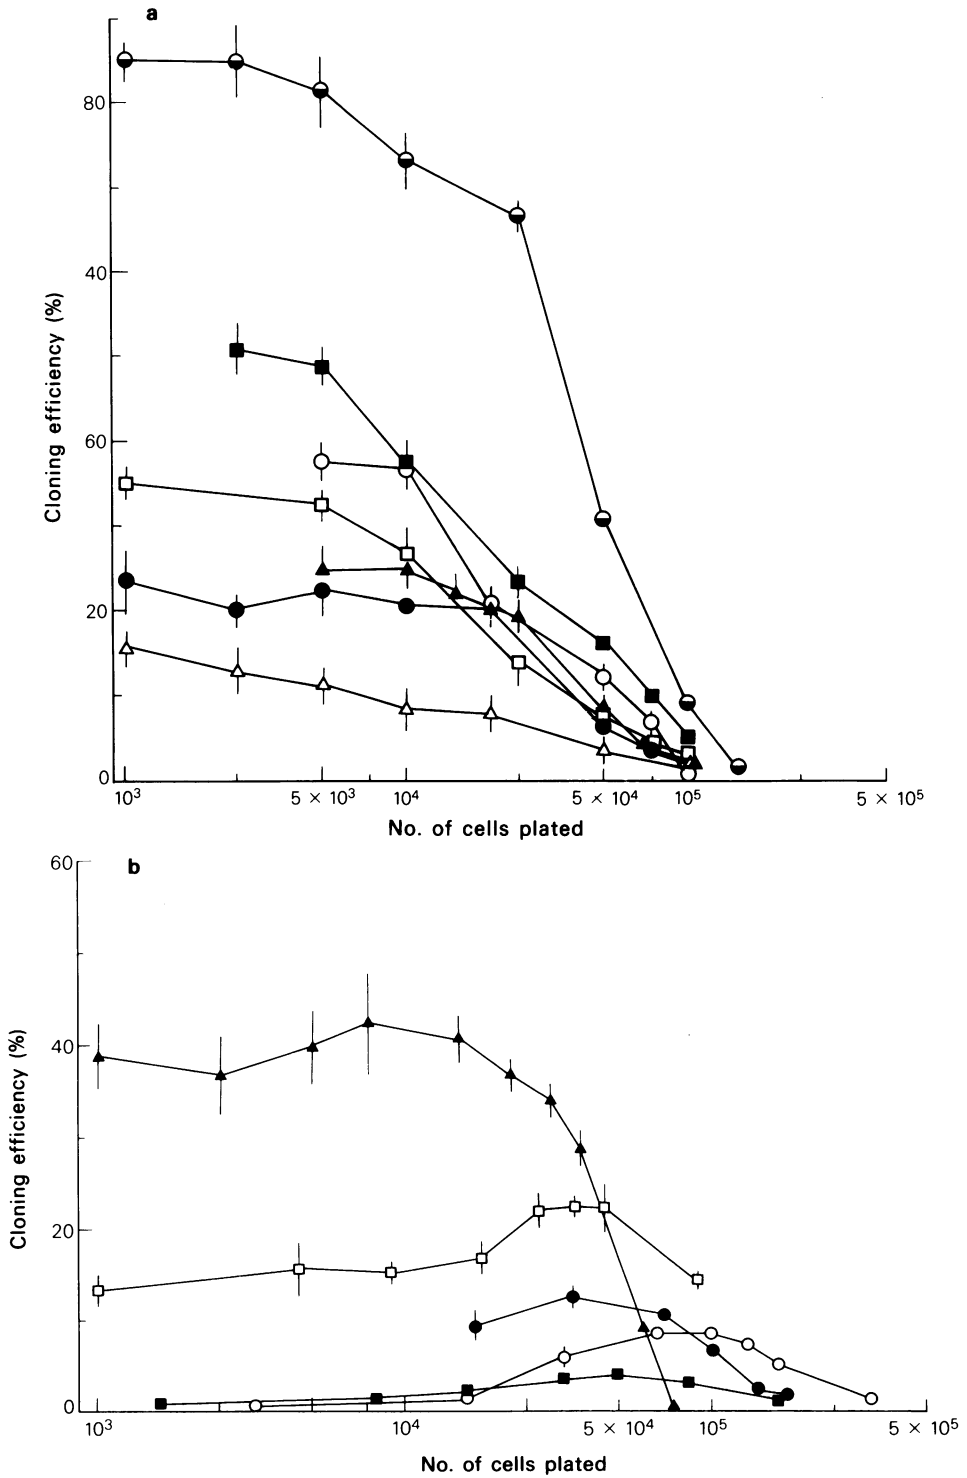 a
80
40
60
20
0
Cloning efficiency (%)
10³ 5 × 10³ 10⁴ 5 × 10⁴ 10⁵ 5 × 10⁵
No. of cells plated
b
60
40
20
0
Cloning efficiency (%)
10³ 10⁴ 5 × 10⁴ 10⁵ 5 × 10⁵
No. of cells plated